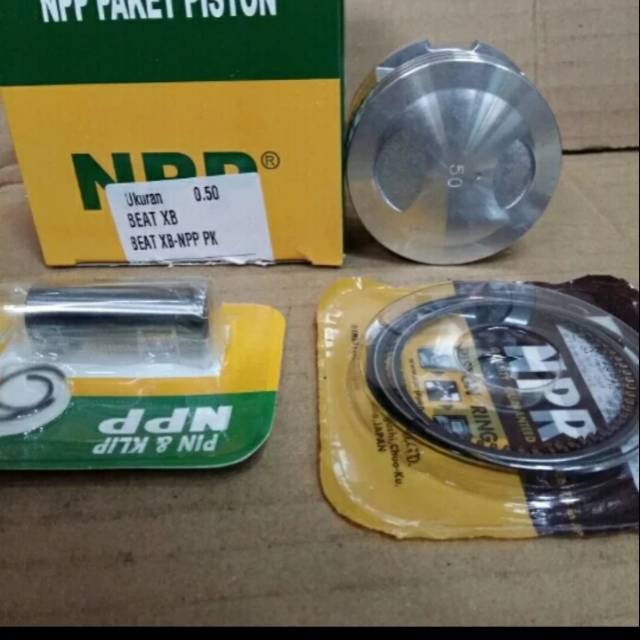 NPP PAKET PISTON
NPP®
Ukuran 0.50
BEAT XB
BEAT XB-NPP PK
50
NPP
PIN & KLIP
NPR
RING
LTD.
JAPAN